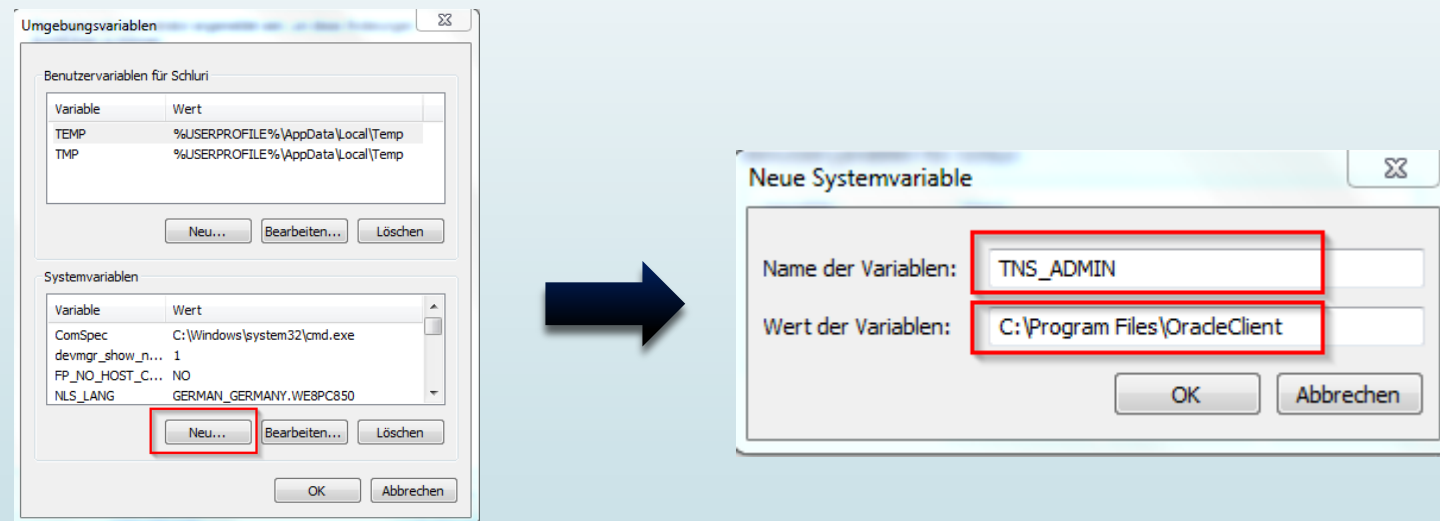 Umgebungsvariablen
Benutzervariablen für Schluri
Variable Wert
TEMP %USERPROFILE%\AppData\Local\Temp
TMP %USERPROFILE%\AppData\Local\Temp
Neu... Bearbeiten... Löschen
Systemvariablen
Variable Wert
ComSpec C:\Windows\system32\cmd.exe
devmgr_show_n... 1
FP_NO_HOST_C... NO
NLS_LANG GERMAN_GERMANY.WE8PC850
Neu... Bearbeiten... Löschen
OK Abbrechen
Neue Systemvariable
Name der Variablen: TNS_ADMIN
Wert der Variablen: C:\Program Files\OracleClient
OK Abbrechen